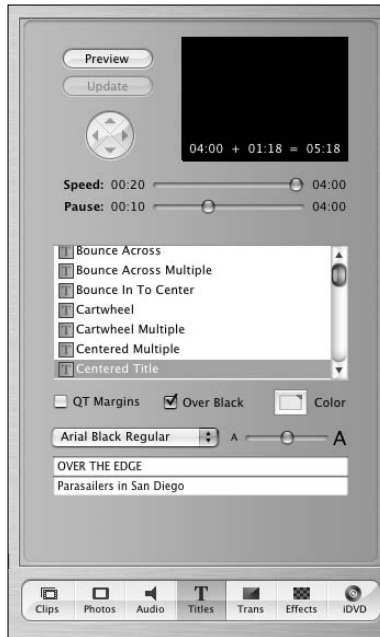 Preview
Update
04:00 + 01:18 = 05:18
Speed: 00:20 04:00
Pause: 00:10 04:00
Bounce Across
Bounce Across Multiple
Bounce In To Center
Cartwheel
Cartwheel Multiple
Centered Multiple
Centered Title
QT Margins Over Black Color
Arial Black Regular A A
OVER THE EDGE
Parasailers in San Diego
Clips Photos Audio Titles Trans Effects iDVD